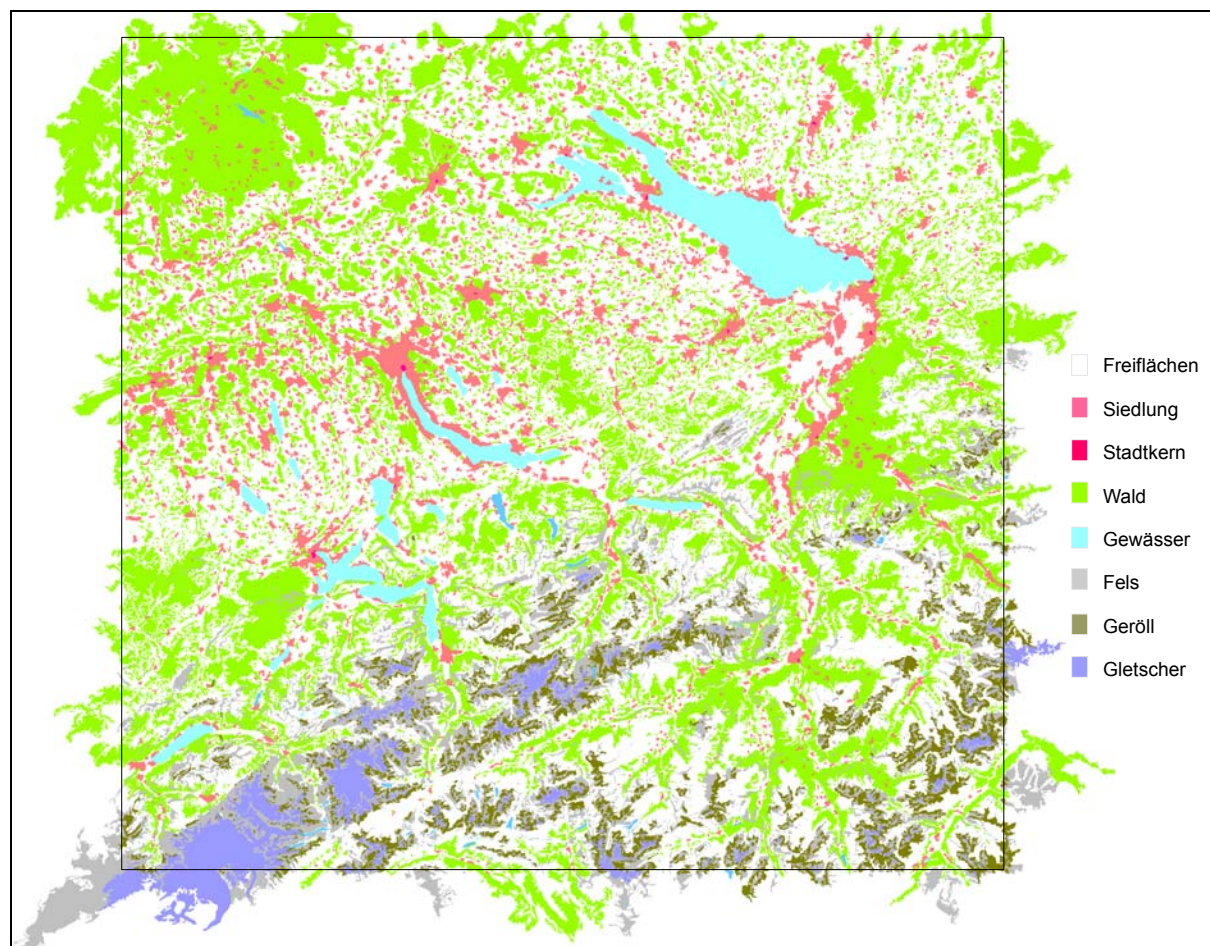 Freiflächen
Siedlung
Stadtkern
Wald
Gewässer
Fels
Geröll
Gletscher